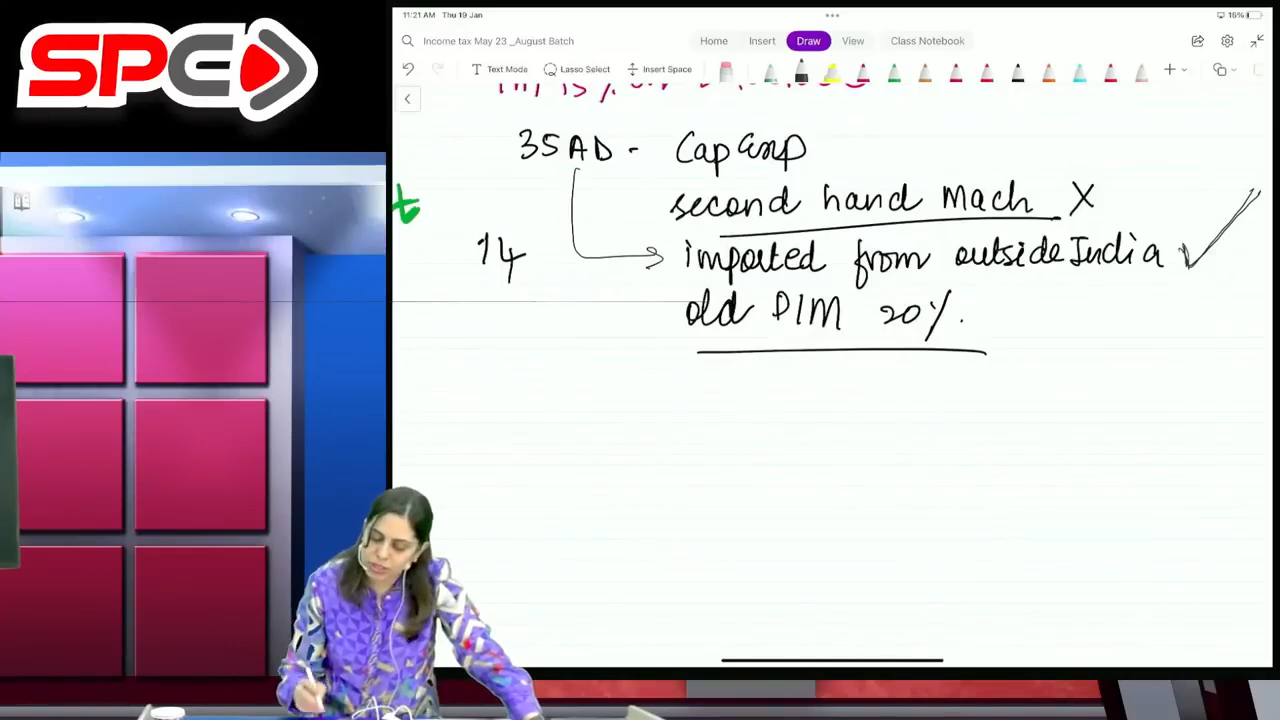 SPE
11:21 AM Thu 19 Jan
15%
Income tax May 23 _August Batch
Home Insert Draw View Class Notebook
Text Mode Lasso Select Insert Space
35AD - Cap exp
second hand Mach X
14
imported from outside India
old P/M 20%.
t